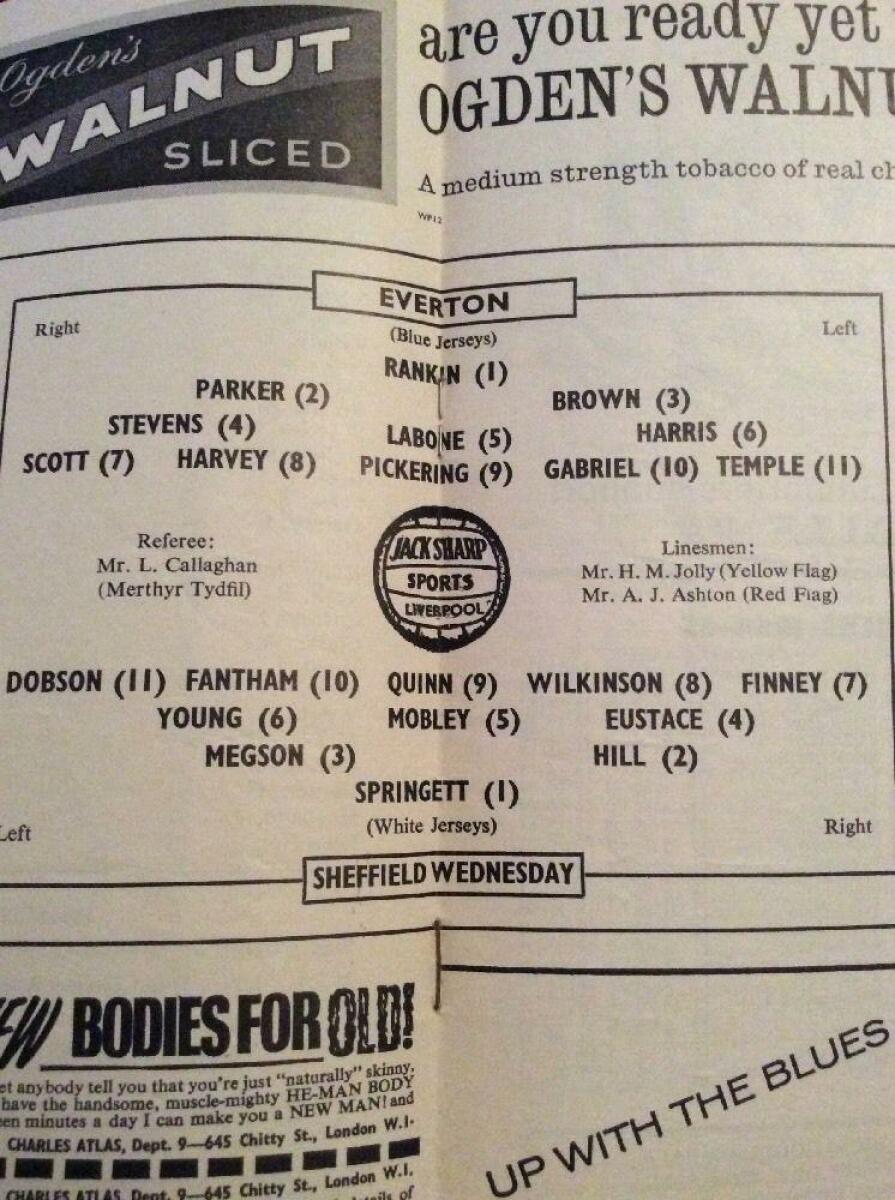 Ogden's
WALNUT
SLICED
are you ready yet
OGDEN'S WALNU
A medium strength tobacco of real ch
WP12
EVERTON
(Blue Jerseys)
Right
Left
RANKIN (1)
PARKER (2)
BROWN (3)
STEVENS (4)
LABONE (5)
HARRIS (6)
SCOTT (7) HARVEY (8) PICKERING (9) GABRIEL (10) TEMPLE (11)
Referee:
Mr. L. Callaghan
(Merthyr Tydfil)
JACK SHARP
SPORTS
LIVERPOOL
Linesmen:
Mr. H. M. Jolly (Yellow Flag)
Mr. A. J. Ashton (Red Flag)
DOBSON (11) FANTHAM (10) QUINN (9) WILKINSON (8) FINNEY (7)
YOUNG (6) MOBLEY (5) EUSTACE (4)
MEGSON (3) HILL (2)
SPRINGETT (1)
(White Jerseys)
Left
Right
SHEFFIELD WEDNESDAY
EW BODIES FOR OLD!
et anybody tell you that you're just "naturally" skinny.
have the handsome, muscle-mighty HE-MAN BODY
een minutes a day I can make you a NEW MAN! and
CHARLES ATLAS, Dept. 9—645 Chitty St., London W.I.
CHARLES ATLAS, Dept. 9—645 Chitty St., London W.I.
details of
UP WITH THE BLUES